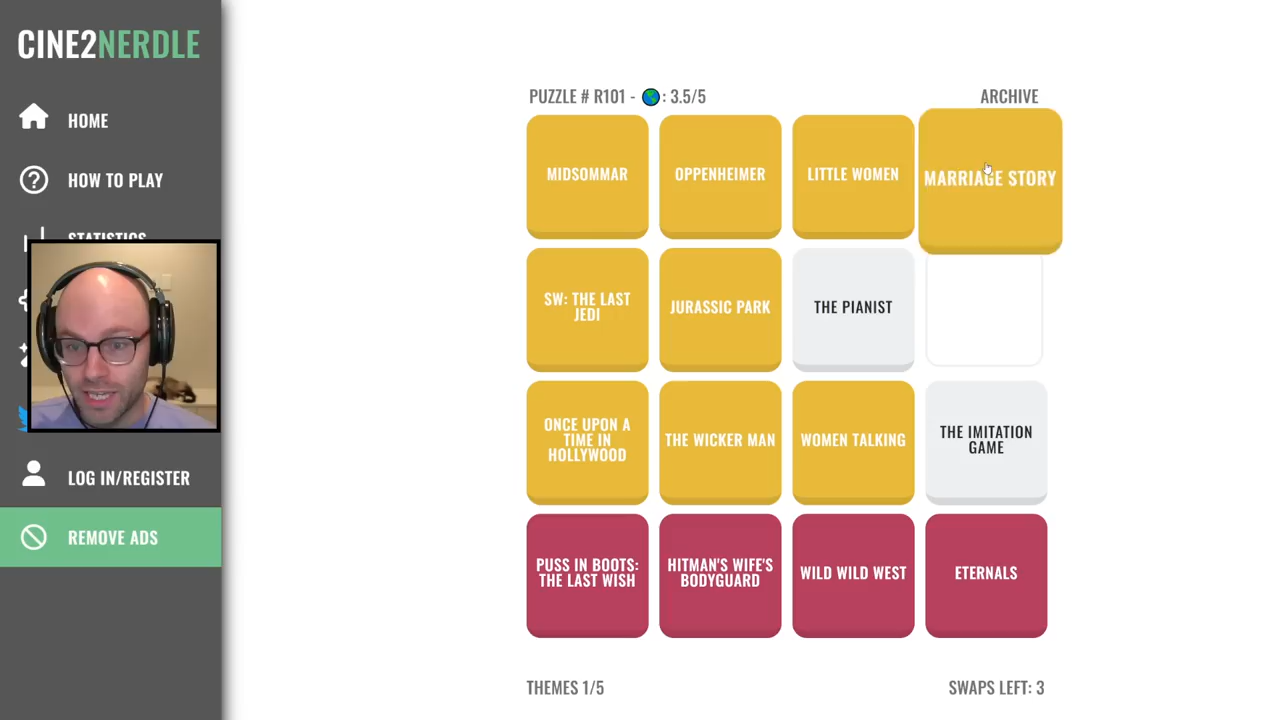 CINE2NERDLE
HOME
HOW TO PLAY
STATISTICS
LOG IN/REGISTER
REMOVE ADS
PUZZLE # R101 - 🌎: 3.5/5
ARCHIVE
MIDSOMMAR
OPPENHEIMER
LITTLE WOMEN
MARRIAGE STORY
SW: THE LAST
JEDI
JURASSIC PARK
THE PIANIST
ONCE UPON A
TIME IN
HOLLYWOOD
THE WICKER MAN
WOMEN TALKING
THE IMITATION
GAME
PUSS IN BOOTS:
THE LAST WISH
HITMAN'S WIFE'S
BODYGUARD
WILD WILD WEST
ETERNALS
THEMES 1/5
SWAPS LEFT: 3